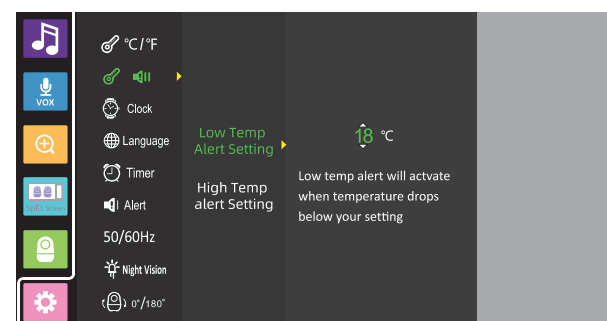 °C/°F
VOX
Clock
Language
Split Screen
Timer
Alert
50/60Hz
Night Vision
0°/180°
Low Temp
Alert Setting
High Temp
alert Setting
18 °C
Low temp alert will actvate
when temperature drops
below your setting